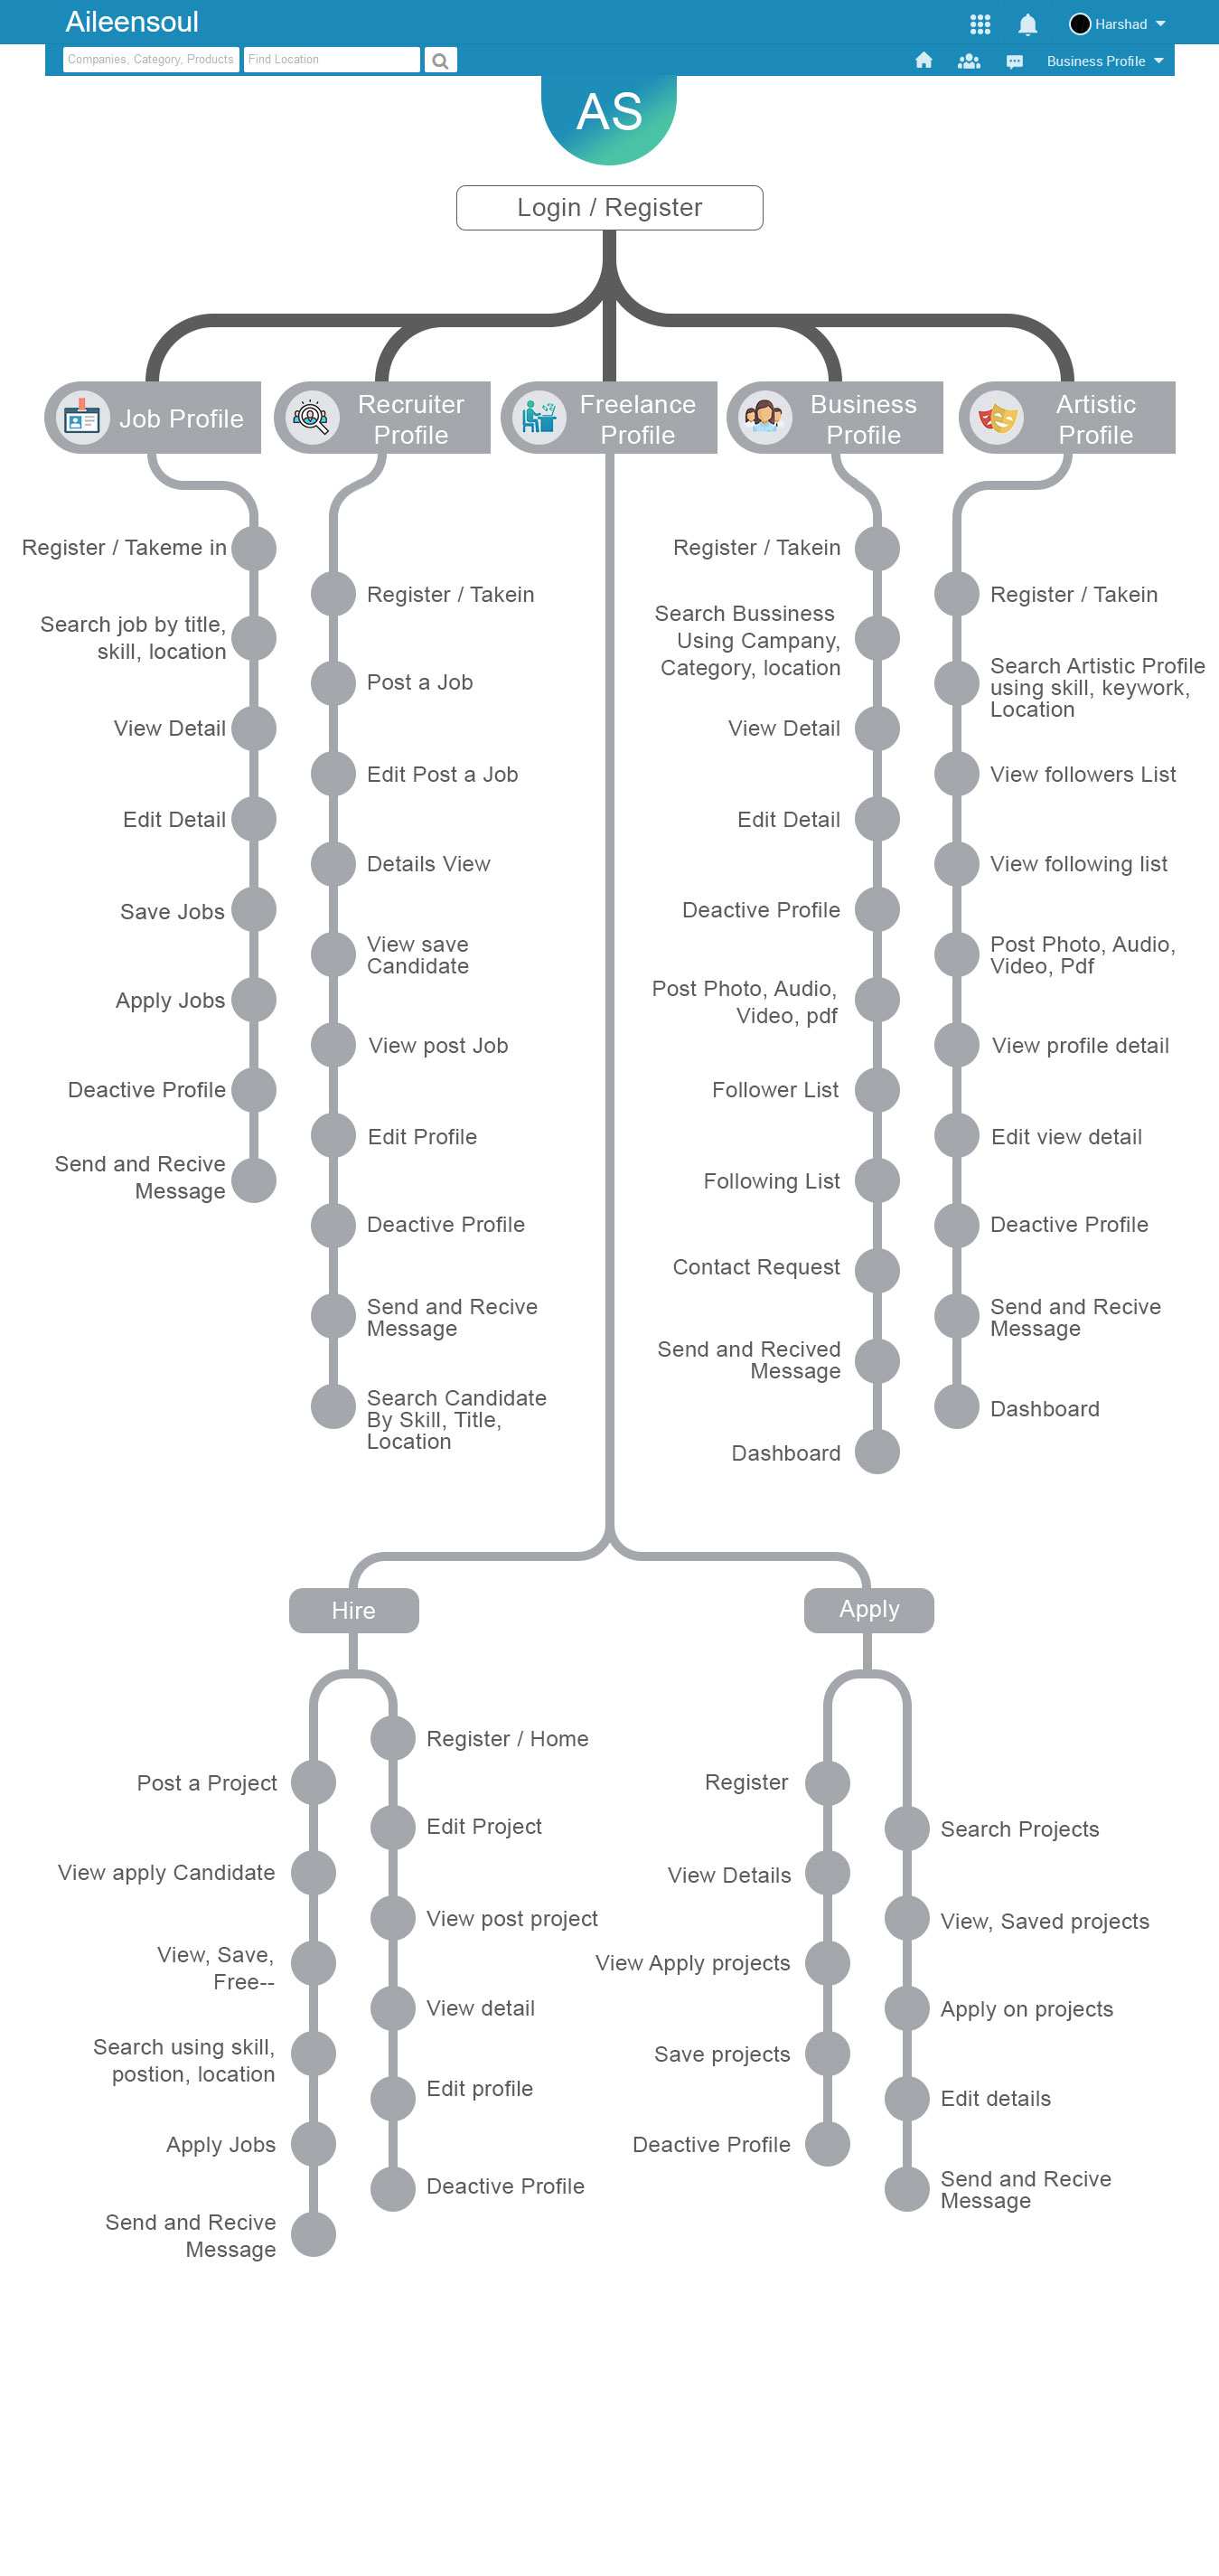 Aileensoul
Harshad
Companies, Category, Products
Find Location
Business Profile
AS
Login / Register
Job Profile
Recruiter
Profile
Freelance
Profile
Business
Profile
Artistic
Profile
Register / Takeme in
Search job by title,
skill, location
View Detail
Edit Detail
Save Jobs
Apply Jobs
Deactive Profile
Send and Recive
Message
Register / Takein
Post a Job
Edit Post a Job
Details View
View save
Candidate
View post Job
Edit Profile
Deactive Profile
Send and Recive
Message
Search Candidate
By Skill, Title,
Location
Register / Takein
Search Bussiness
Using Campany,
Category, location
View Detail
Edit Detail
Deactive Profile
Post Photo, Audio,
Video, pdf
Follower List
Following List
Contact Request
Send and Recived
Message
Dashboard
Register / Takein
Search Artistic Profile
using skill, keywork,
Location
View followers List
View following list
Post Photo, Audio,
Video, Pdf
View profile detail
Edit view detail
Deactive Profile
Send and Recive
Message
Dashboard
Hire
Post a Project
View apply Candidate
View, Save,
Free--
Search using skill,
postion, location
Apply Jobs
Send and Recive
Message
Register / Home
Edit Project
View post project
View detail
Edit profile
Deactive Profile
Apply
Register
View Details
View Apply projects
Save projects
Deactive Profile
Search Projects
View, Saved projects
Apply on projects
Edit details
Send and Recive
Message